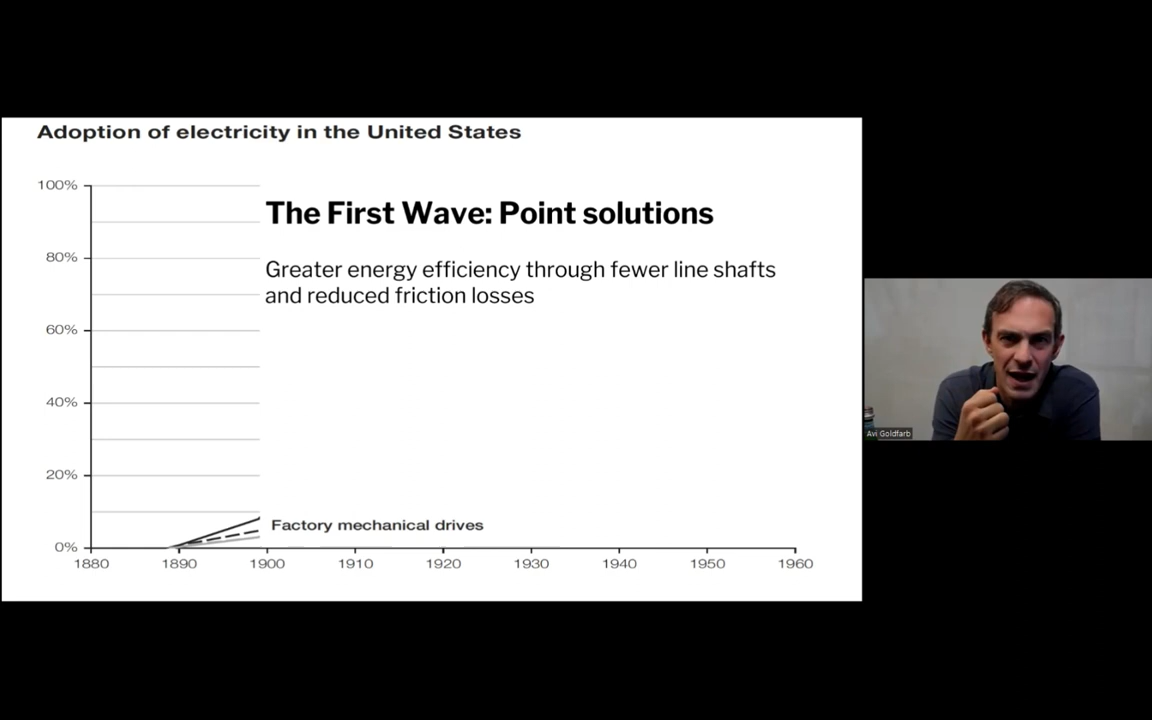 Adoption of electricity in the United States
100%
The First Wave: Point solutions
80%
Greater energy efficiency through fewer line shafts
and reduced friction losses
60%
40%
Avi Goldfarb
20%
Factory mechanical drives
0%
1880 1890 1900 1910 1920 1930 1940 1950 1960